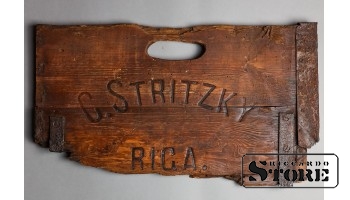 C. STRITZKY
RIGA.
RICCARDO
STORE